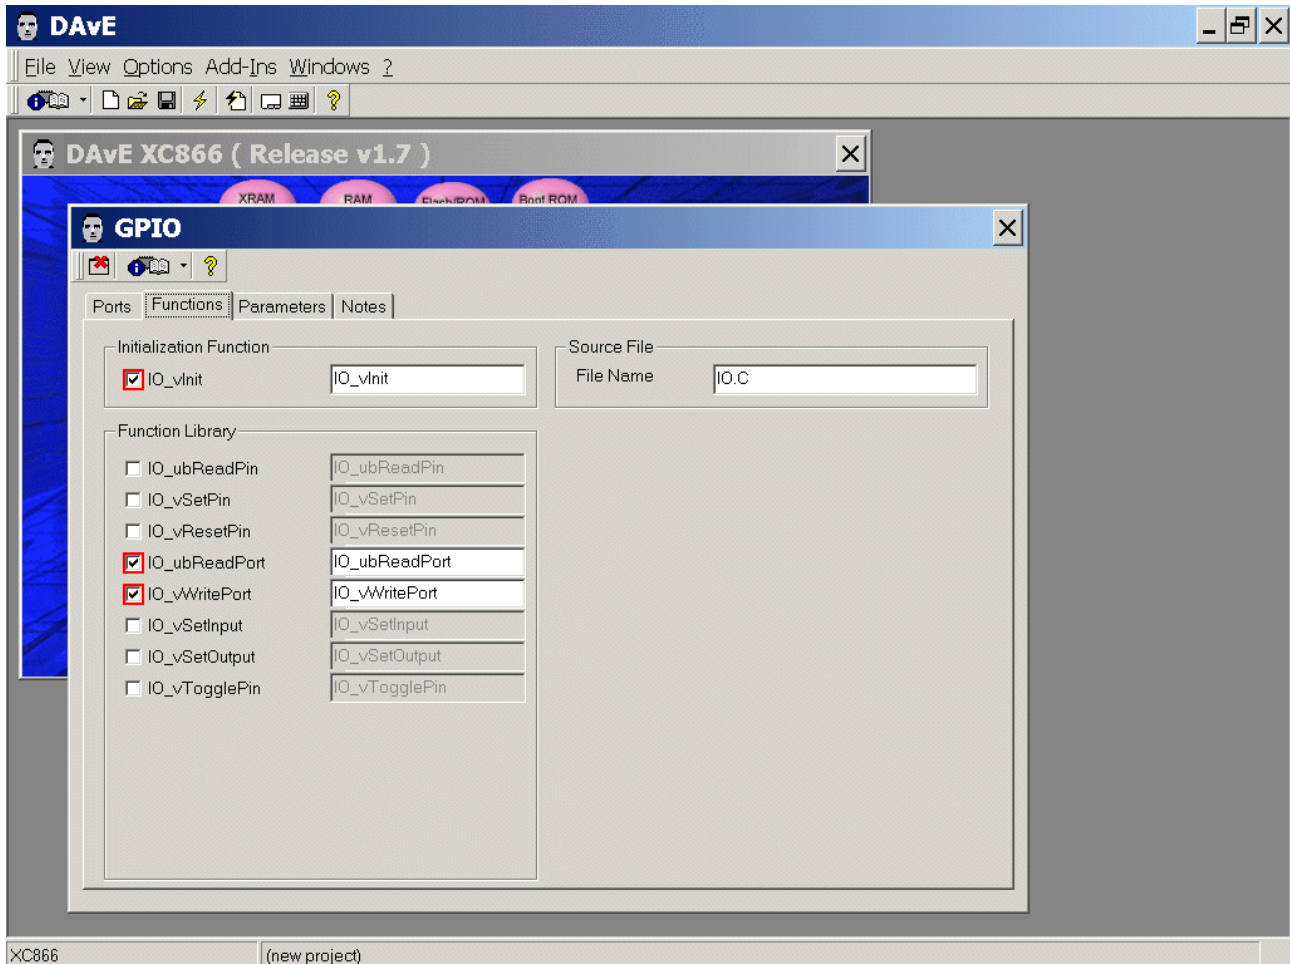 DAvE
File View Options Add-Ins Windows ?
DAvE XC866 ( Release v1.7 )
XRAM RAM Flash/ROM Boot ROM
GPIO
Ports Functions Parameters Notes
Initialization Function
IO_vInit IO_vInit
Source File
File Name IO.C
Function Library
IO_ubReadPin IO_ubReadPin
IO_vSetPin IO_vSetPin
IO_vResetPin IO_vResetPin
IO_ubReadPort IO_ubReadPort
IO_vWritePort IO_vWritePort
IO_vSetInput IO_vSetInput
IO_vSetOutput IO_vSetOutput
IO_vTogglePin IO_vTogglePin
XC866 (new project)